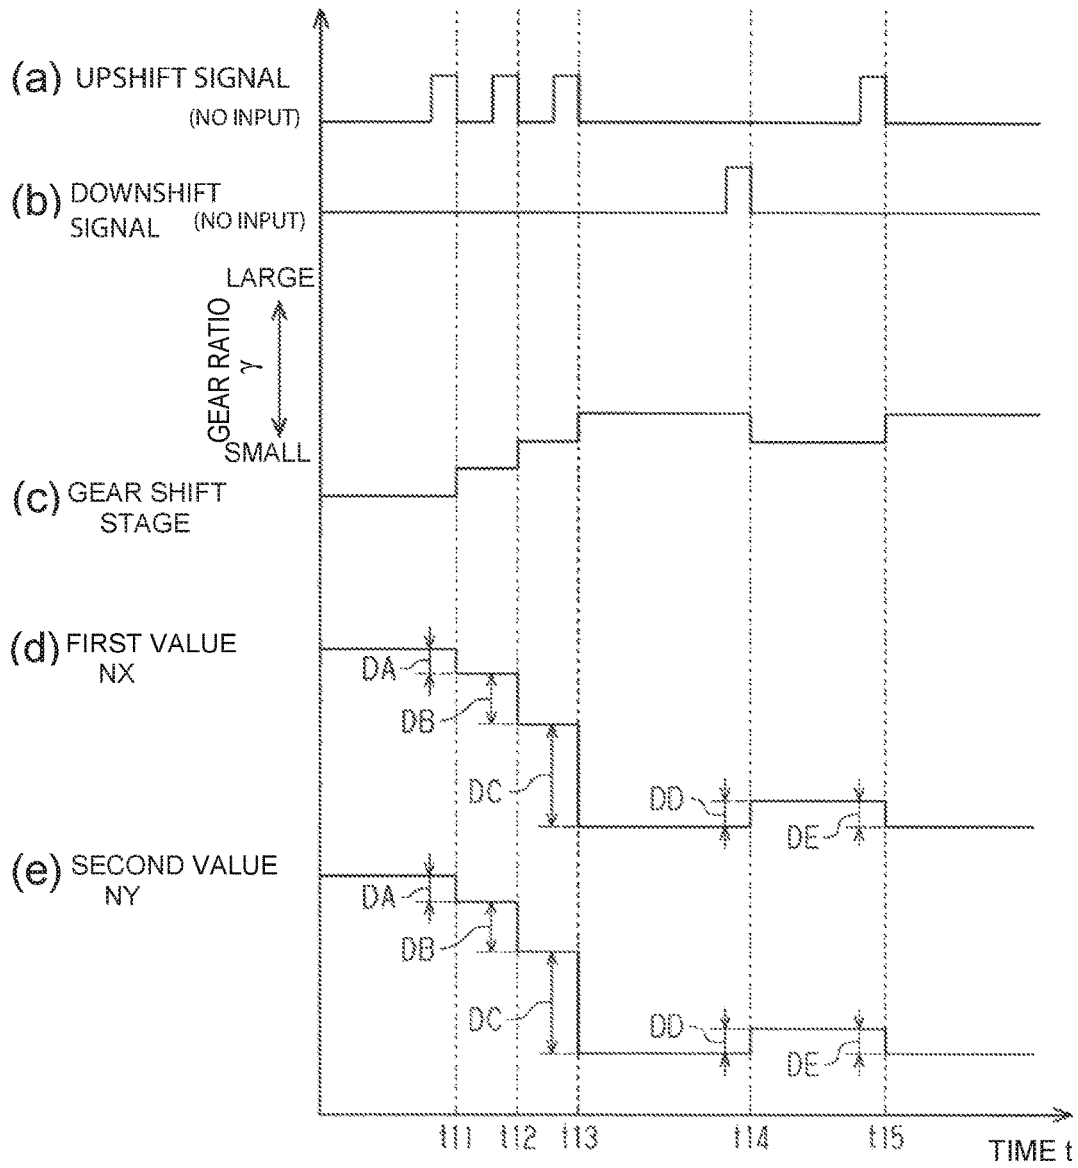 (a) UPSHIFT SIGNAL
(NO INPUT)
(b) DOWNSHIFT
SIGNAL (NO INPUT)
LARGE
GEAR RATIO
γ
SMALL
(c) GEAR SHIFT
STAGE
(d) FIRST VALUE
NX
DA
DB
DC
DD
DE
(e) SECOND VALUE
NY
DA
DB
DC
DD
DE
t11 t12 t13 t14 t15
TIME t